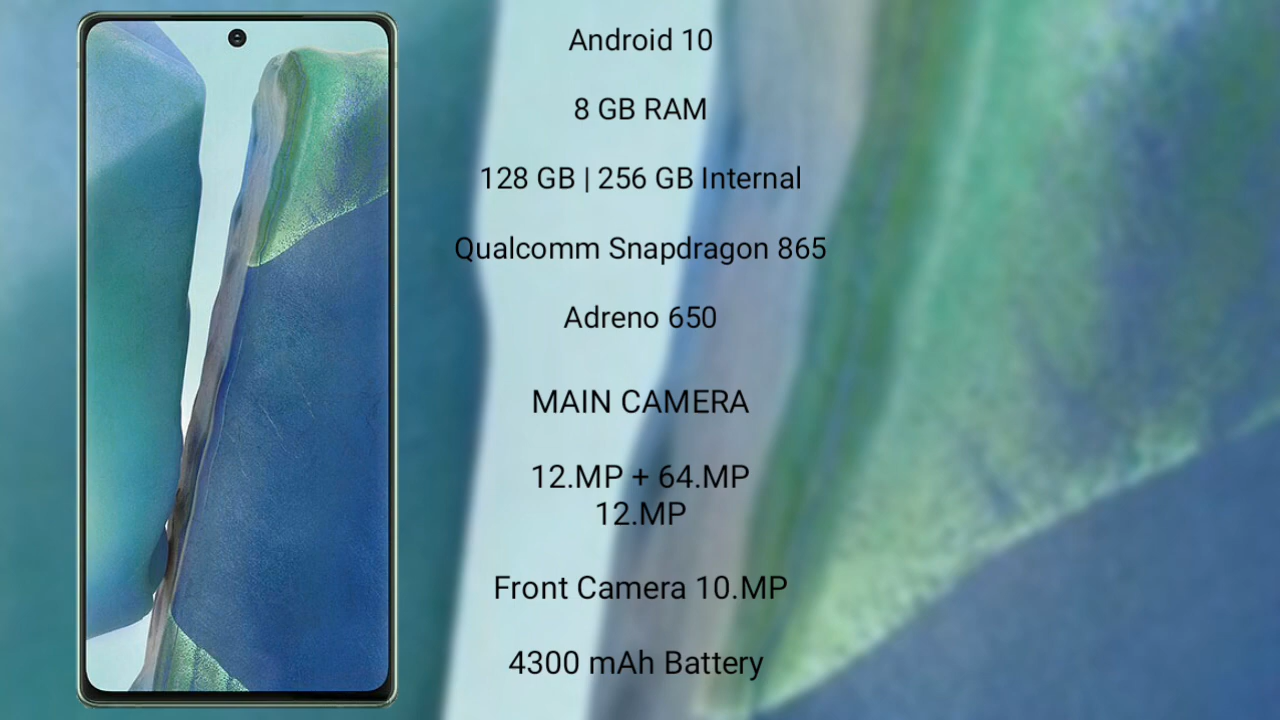 Android 10
8 GB RAM
128 GB | 256 GB Internal
Qualcomm Snapdragon 865
Adreno 650
MAIN CAMERA
12.MP + 64.MP
12.MP
Front Camera 10.MP
4300 mAh Battery